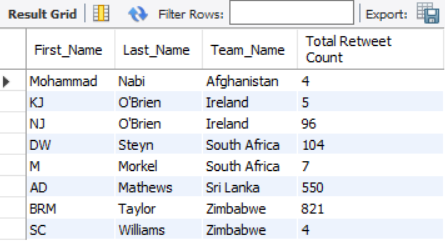 Result Grid Filter Rows: Export:
First_Name Last_Name Team_Name Total Retweet Count
Mohammad Nabi Afghanistan 4
KJ O'Brien Ireland 5
NJ O'Brien Ireland 96
DW Steyn South Africa 104
M Morkel South Africa 7
AD Mathews Sri Lanka 550
BRM Taylor Zimbabwe 821
SC Williams Zimbabwe 4